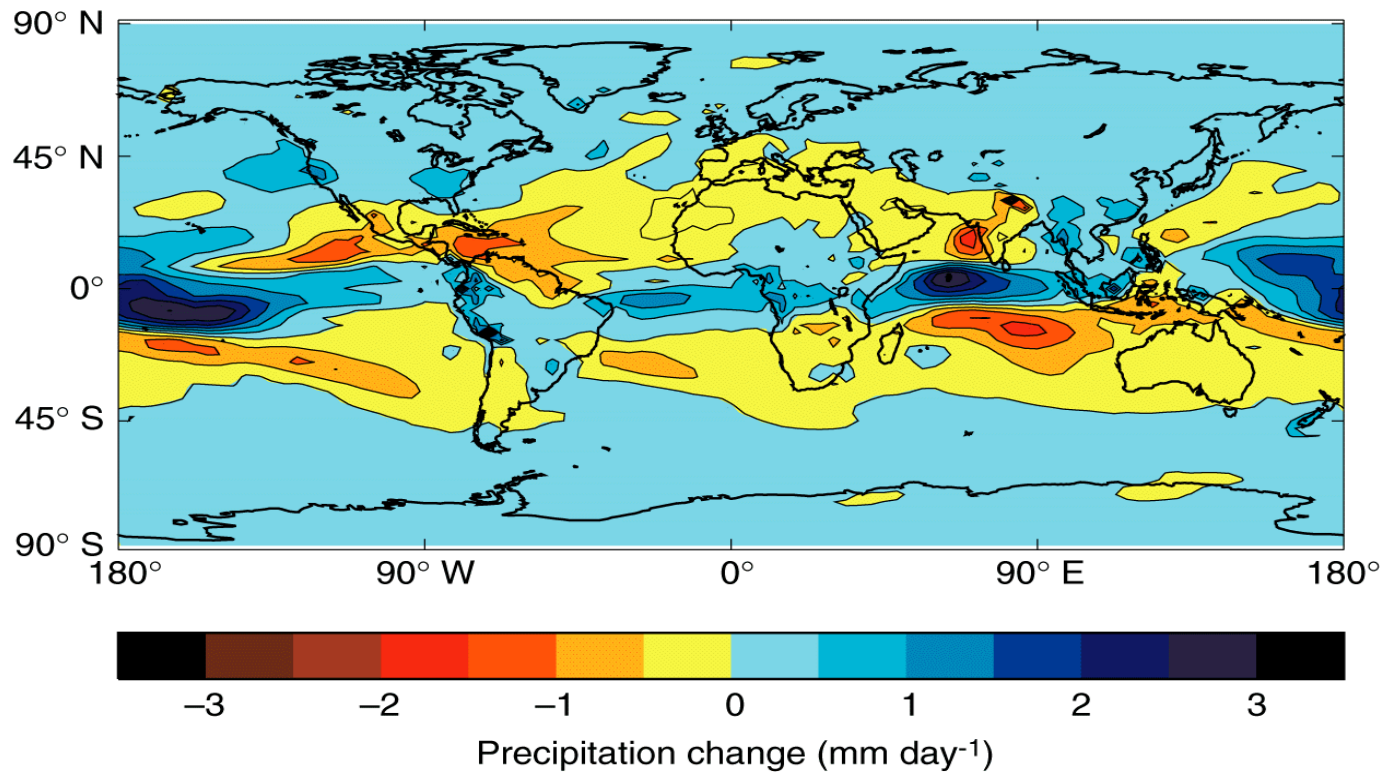 90° N
45° N
0°
45° S
90° S
180° 90° W 0° 90° E 180°
–3 –2 –1 0 1 2 3
Precipitation change (mm day-1)